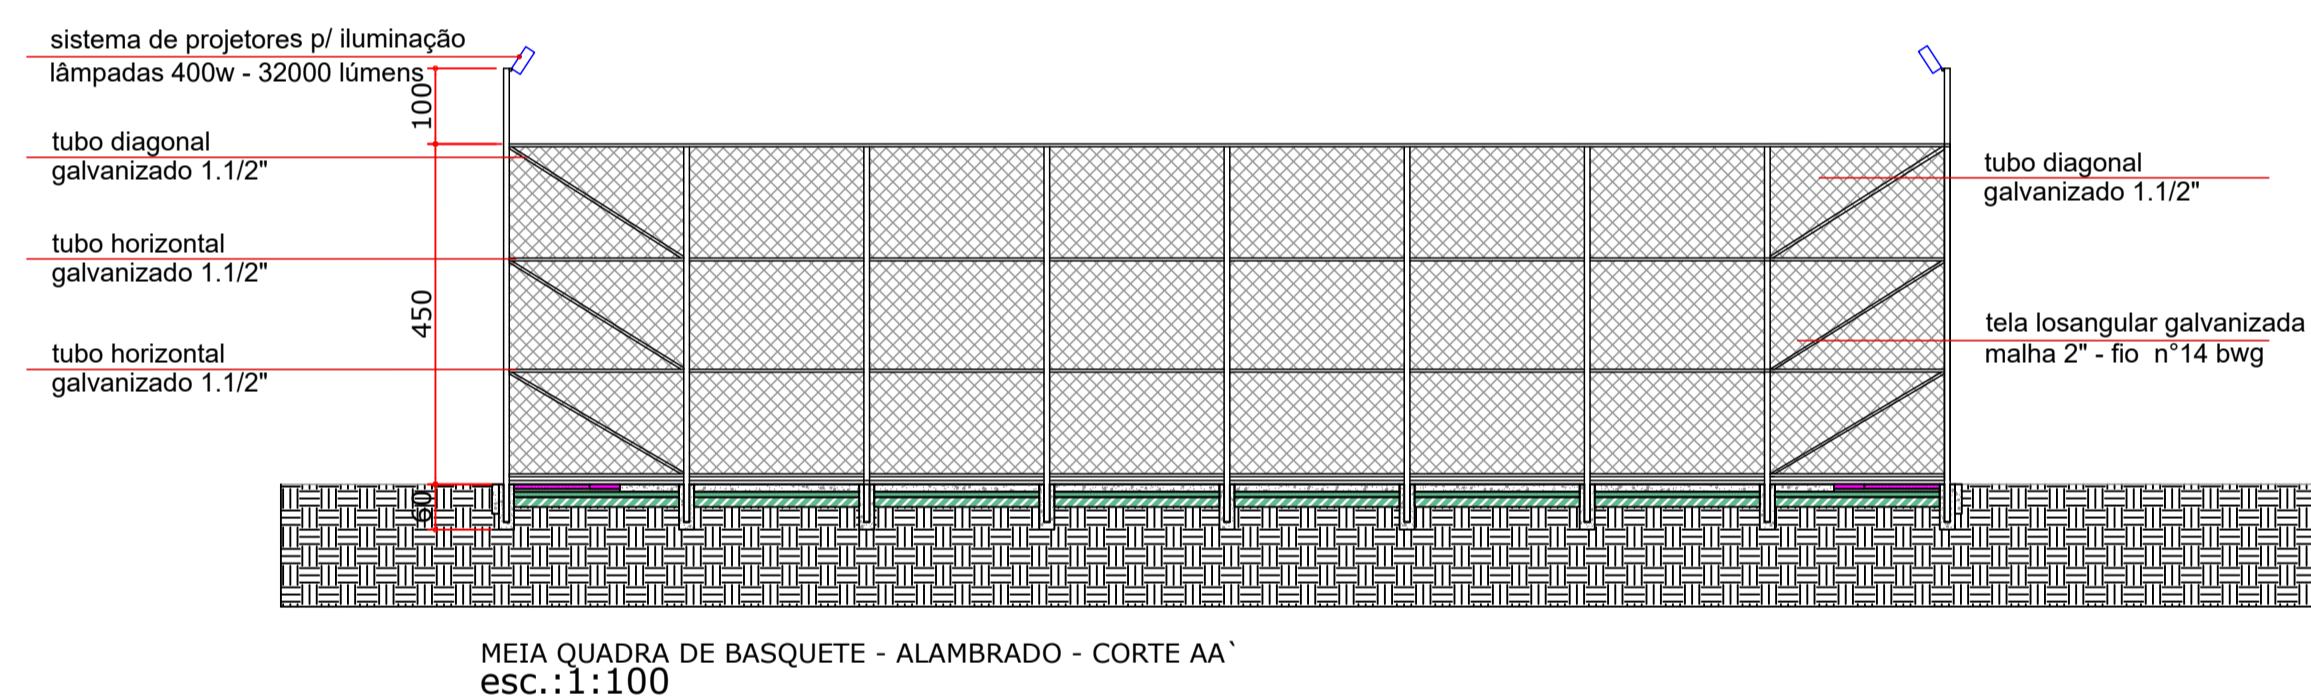 sistema de projetores p/ iluminação
lâmpadas 400w - 32000 lúmens
100
tubo diagonal
galvanizado 1.1/2"
tubo horizontal
galvanizado 1.1/2"
450
tubo horizontal
galvanizado 1.1/2"
60
tubo diagonal
galvanizado 1.1/2"
tela losangular galvanizada
malha 2" - fio  n°14 bwg
MEIA QUADRA DE BASQUETE - ALAMBRADO - CORTE AA`
esc.:1:100